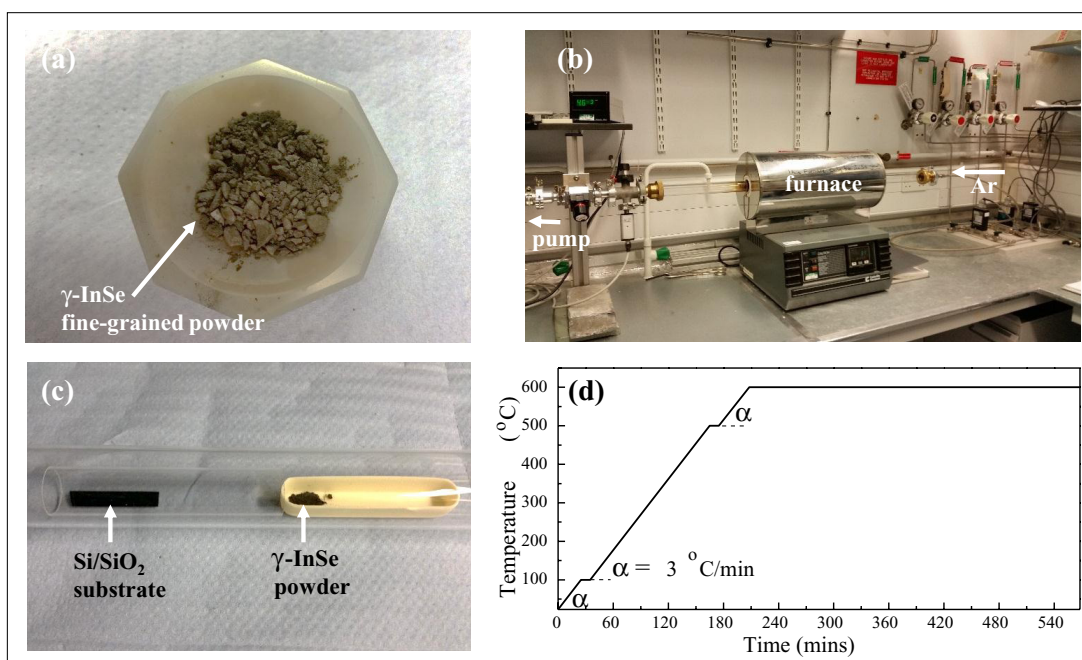 (a)
γ-InSe
fine-grained powder
(b)
furnace
Ar
pump
(c)
Si/SiO₂
substrate
γ-InSe
powder
(d)
Temperature (°C)
600
500
400
300
200
100
α
α = 3 °C/min
α
0 60 120 180 240 300 360 420 480 540
Time (mins)